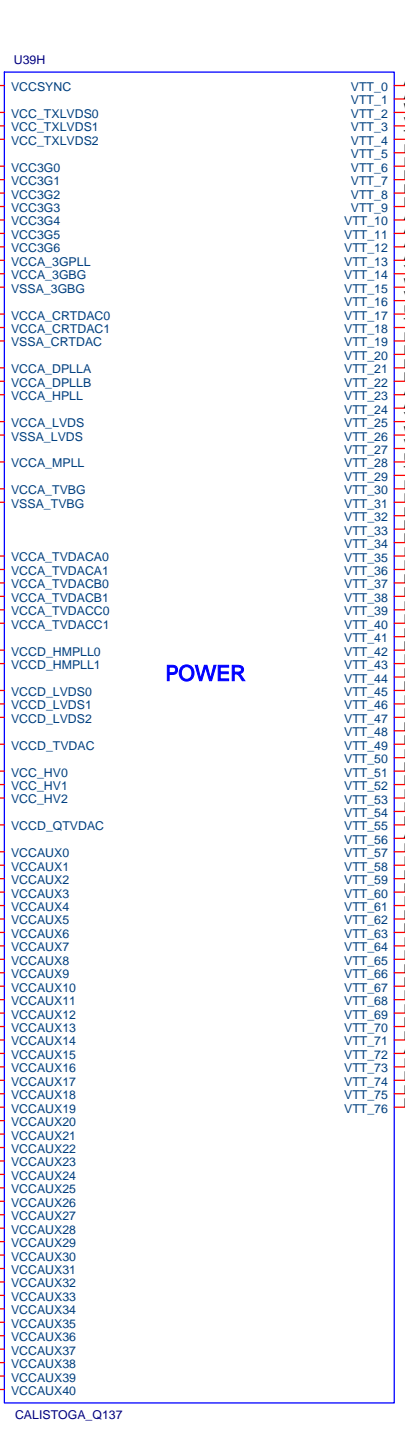 U39H
VCCSYNC VTT_0
VTT_1
VCC_TXLVDS0 VTT_2
VCC_TXLVDS1 VTT_3
VCC_TXLVDS2 VTT_4
VTT_5
VCC3G0 VTT_6
VCC3G1 VTT_7
VCC3G2 VTT_8
VCC3G3 VTT_9
VCC3G4 VTT_10
VCC3G5 VTT_11
VCC3G6 VTT_12
VCCA_3GPLL VTT_13
VCCA_3GBG VTT_14
VSSA_3GBG VTT_15
VTT_16
VCCA_CRTDAC0 VTT_17
VCCA_CRTDAC1 VTT_18
VSSA_CRTDAC VTT_19
VTT_20
VCCA_DPLLA VTT_21
VCCA_DPLLB VTT_22
VCCA_HPLL VTT_23
VTT_24
VCCA_LVDS VTT_25
VSSA_LVDS VTT_26
VTT_27
VCCA_MPLL VTT_28
VTT_29
VCCA_TVBG VTT_30
VSSA_TVBG VTT_31
VTT_32
VTT_33
VTT_34
VCCA_TVDACA0 VTT_35
VCCA_TVDACA1 VTT_36
VCCA_TVDACB0 VTT_37
VCCA_TVDACB1 VTT_38
VCCA_TVDACC0 VTT_39
VCCA_TVDACC1 VTT_40
VTT_41
VCCD_HMPLL0 VTT_42
VCCD_HMPLL1 VTT_43
POWER
VTT_44
VCCD_LVDS0 VTT_45
VCCD_LVDS1 VTT_46
VCCD_LVDS2 VTT_47
VTT_48
VCCD_TVDAC VTT_49
VTT_50
VCC_HV0 VTT_51
VCC_HV1 VTT_52
VCC_HV2 VTT_53
VTT_54
VCCD_QTVDAC VTT_55
VTT_56
VCCAUX0 VTT_57
VCCAUX1 VTT_58
VCCAUX2 VTT_59
VCCAUX3 VTT_60
VCCAUX4 VTT_61
VCCAUX5 VTT_62
VCCAUX6 VTT_63
VCCAUX7 VTT_64
VCCAUX8 VTT_65
VCCAUX9 VTT_66
VCCAUX10 VTT_67
VCCAUX11 VTT_68
VCCAUX12 VTT_69
VCCAUX13 VTT_70
VCCAUX14 VTT_71
VCCAUX15 VTT_72
VCCAUX16 VTT_73
VCCAUX17 VTT_74
VCCAUX18 VTT_75
VCCAUX19 VTT_76
VCCAUX20
VCCAUX21
VCCAUX22
VCCAUX23
VCCAUX24
VCCAUX25
VCCAUX26
VCCAUX27
VCCAUX28
VCCAUX29
VCCAUX30
VCCAUX31
VCCAUX32
VCCAUX33
VCCAUX34
VCCAUX35
VCCAUX36
VCCAUX37
VCCAUX38
VCCAUX39
VCCAUX40
CALISTOGA_Q137